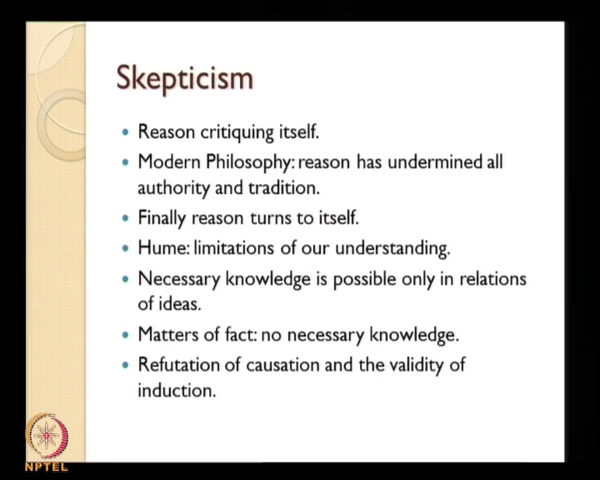 Skepticism
Reason critiquing itself.
Modern Philosophy: reason has undermined all
authority and tradition.
Finally reason turns to itself.
Hume: limitations of our understanding.
Necessary knowledge is possible only in relations
of ideas.
Matters of fact: no necessary knowledge.
Refutation of causation and the validity of
induction.
NPTEL